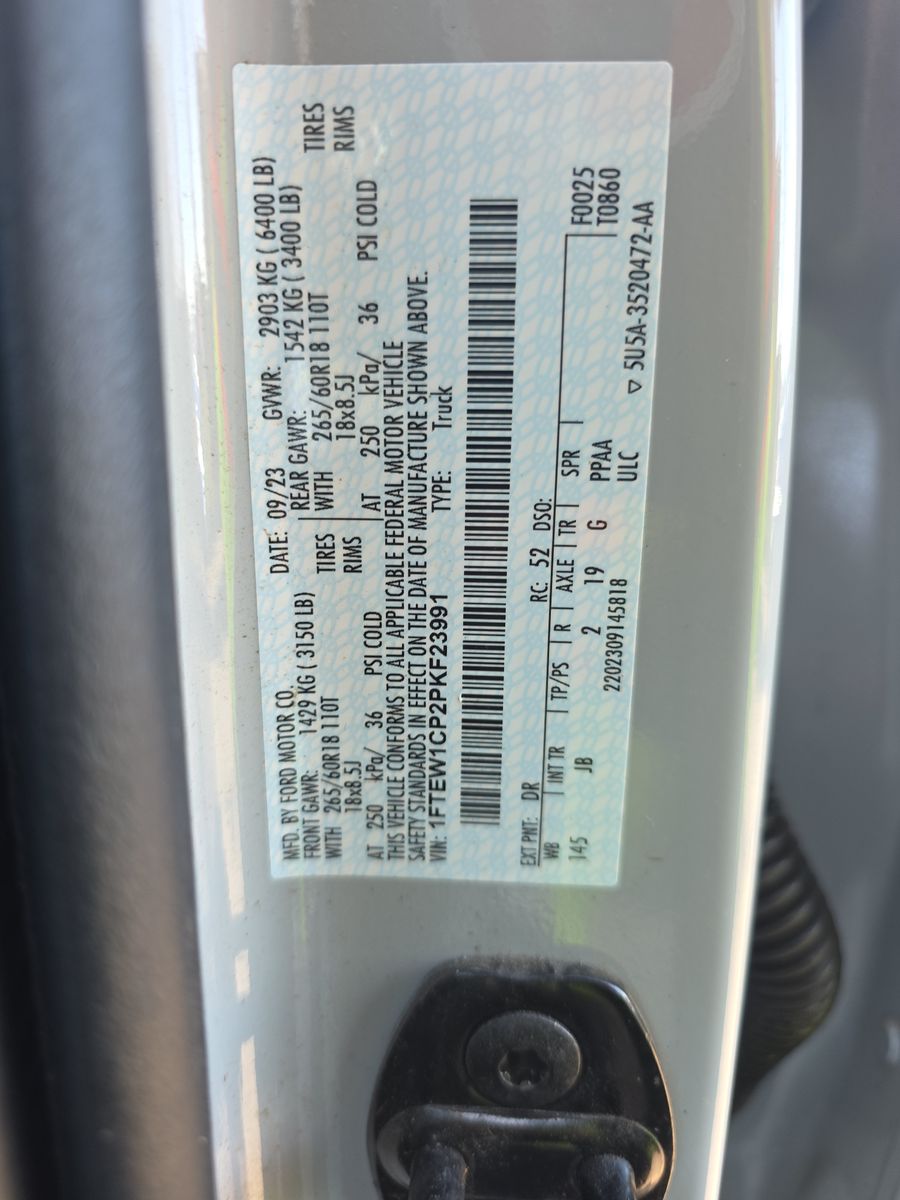 MFD. BY FORD MOTOR CO.
DATE: 09/23 GVWR: 2903 KG ( 6400 LB)
FRONT GAWR: 1429 KG ( 3150 LB) REAR GAWR: 1542 KG ( 3400 LB)
WITH 265/60R18 110T TIRES WITH 265/60R18 110T TIRES
18x8.5J RIMS 18x8.5J RIMS
AT 250 kPa/ 36 PSI COLD AT 250 kPa/ 36 PSI COLD
THIS VEHICLE CONFORMS TO ALL APPLICABLE FEDERAL MOTOR VEHICLE
SAFETY STANDARDS IN EFFECT ON THE DATE OF MANUFACTURE SHOWN ABOVE.
VIN: 1FTEW1CP2PKF23991 TYPE: Truck
EXT PNT: DR RC: 52 DSO:
WB INT TR TP/PS R AXLE TR SPR F0025
145 JB 2 19 G PPAA T0860
2202309145818 ULC
▽ 5U5A-3520472-AA